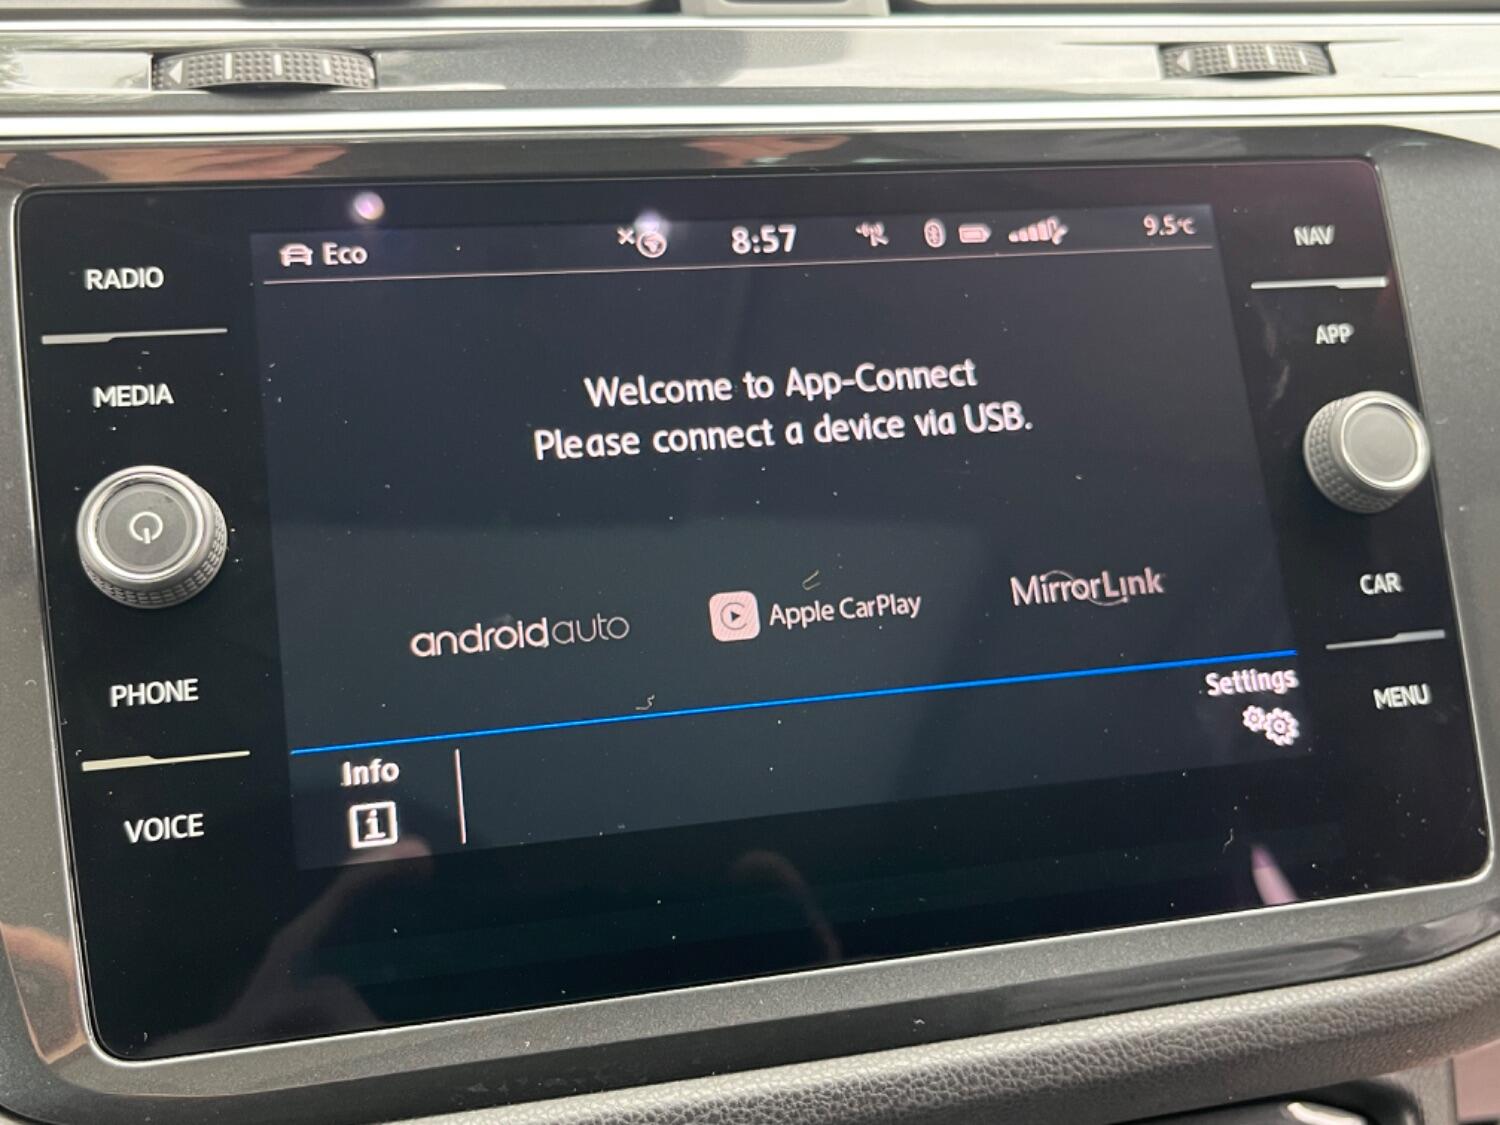 Eco
8:57
9.5°C
RADIO
MEDIA
PHONE
VOICE
Welcome to App-Connect
Please connect a device via USB.
androidauto
Apple CarPlay
MirrorLink
Settings
Info
i
NAV
APP
CAR
MENU